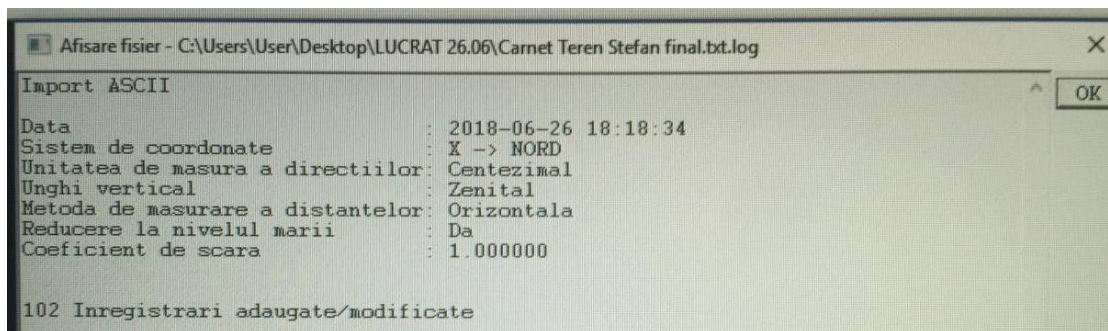 Afisare fisier - C:\Users\User\Desktop\LUCRAT 26.06\Carnet Teren Stefan final.txt.log
Import ASCII
OK
Data : 2018-06-26 18:18:34
Sistem de coordonate : X -> NORD
Unitatea de masura a directiilor: Centezimal
Unghi vertical : Zenital
Metoda de masurare a distantelor: Orizontala
Reducere la nivelul marii : Da
Coeficient de scara : 1.000000
102 Inregistrari adaugate/modificate